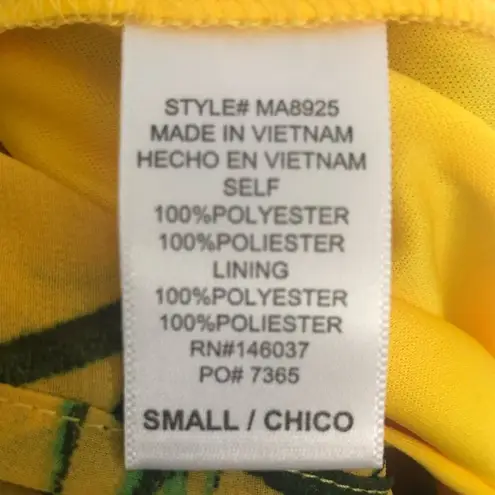 STYLE# MA8925
MADE IN VIETNAM
HECHO EN VIETNAM
SELF
100%POLYESTER
100%POLIESTER
LINING
100%POLYESTER
100%POLIESTER
RN#146037
PO# 7365
SMALL / CHICO